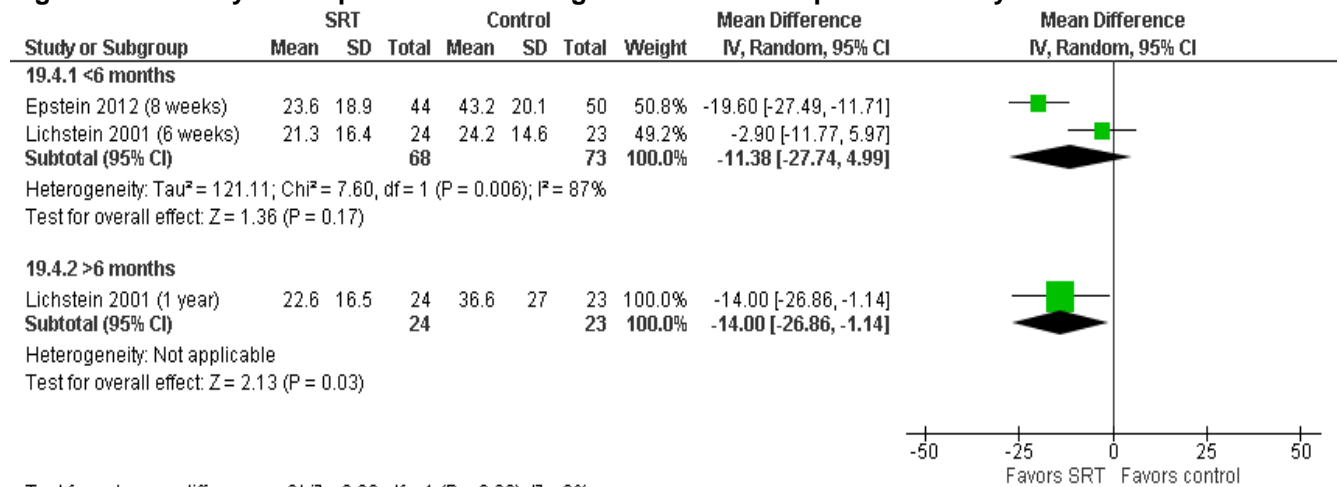 SRT Control Mean Difference Mean Difference
Study or Subgroup Mean SD Total Mean SD Total Weight IV, Random, 95% CI IV, Random, 95% CI
19.4.1 <6 months
Epstein 2012 (8 weeks) 23.6 18.9 44 43.2 20.1 50 50.8% -19.60 [-27.49, -11.71]
Lichstein 2001 (6 weeks) 21.3 16.4 24 24.2 14.6 23 49.2% -2.90 [-11.77, 5.97]
Subtotal (95% CI) 68 73 100.0% -11.38 [-27.74, 4.99]
Heterogeneity: Tau² = 121.11; Chi² = 7.60, df = 1 (P = 0.006); I² = 87%
Test for overall effect: Z = 1.36 (P = 0.17)
19.4.2 >6 months
Lichstein 2001 (1 year) 22.6 16.5 24 36.6 27 23 100.0% -14.00 [-26.86, -1.14]
Subtotal (95% CI) 24 23 100.0% -14.00 [-26.86, -1.14]
Heterogeneity: Not applicable
Test for overall effect: Z = 2.13 (P = 0.03)
-50 -25 0 25 50
Favors SRT Favors control